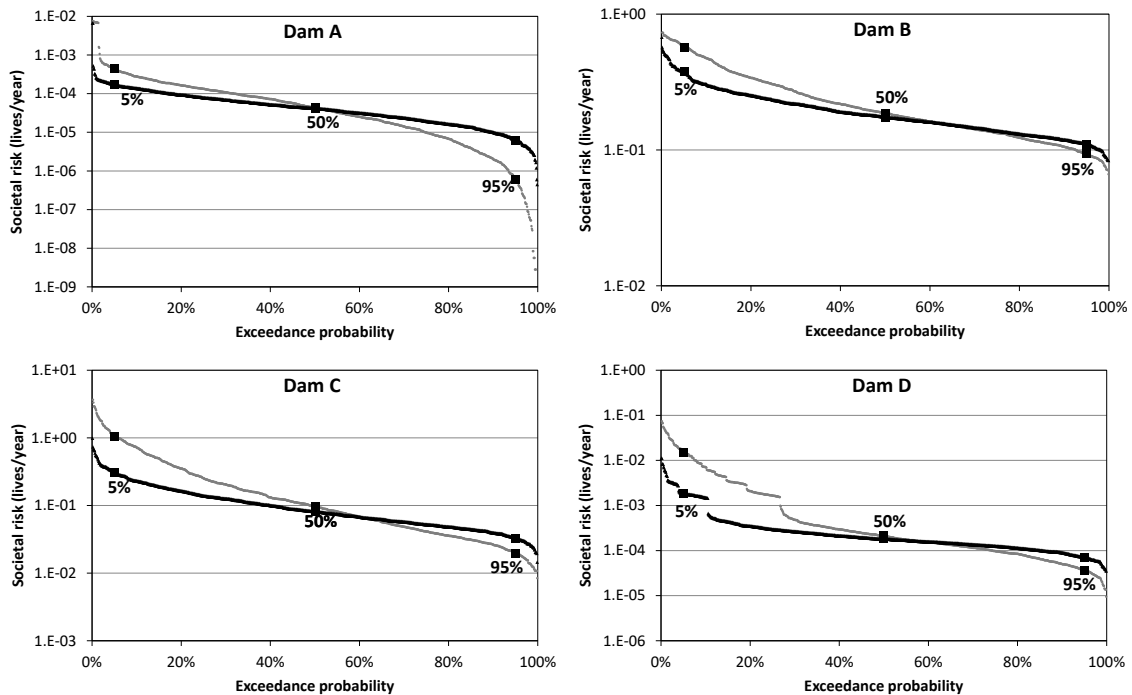 Dam A
Societal risk (lives/year)
1.E-02
1.E-03
1.E-04
1.E-05
1.E-06
1.E-07
1.E-08
1.E-09
5%
50%
95%
0% 20% 40% 60% 80% 100%
Exceedance probability
Dam B
Societal risk (lives/year)
1.E+00
1.E-01
1.E-02
5%
50%
95%
0% 20% 40% 60% 80% 100%
Exceedance probability
Dam C
Societal risk (lives/year)
1.E+01
1.E+00
1.E-01
1.E-02
1.E-03
5%
50%
95%
0% 20% 40% 60% 80% 100%
Exceedance probability
Dam D
Societal risk (lives/year)
1.E+00
1.E-01
1.E-02
1.E-03
1.E-04
1.E-05
1.E-06
5%
50%
95%
0% 20% 40% 60% 80% 100%
Exceedance probability